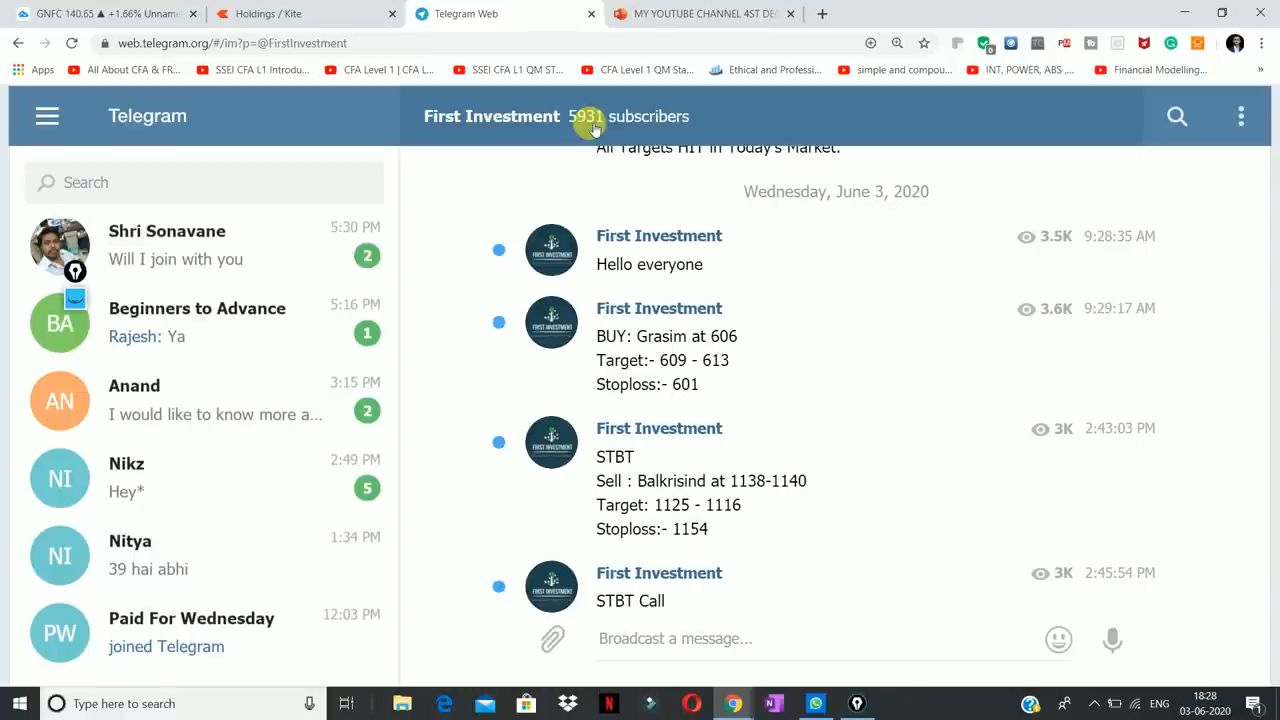 GNFC 140.65 ▲ +1.66% Unnam
Holdings / Kite
Telegram Web
MY YOUTUBE CHANNEL 4ST DE
web.telegram.org/#/im?p=@FirstInvestment
Apps
All About CFA & FR...
SSEI CFA L1 Introdu...
CFA Level 1 | CFA L...
SSEI CFA L1 QM ST...
CFA Level 1 QM Sta...
Ethical and Professi...
simple and compou...
INT, POWER, ABS ,...
Financial Modelling...
»
Telegram
First Investment 5931 subscribers
All Targets HIT in Today's Market.
Search
Wednesday, June 3, 2020
Shri Sonavane 5:30 PM
Will I join with you 2
First Investment 3.5K 9:28:35 AM
Hello everyone
BA
Beginners to Advance 5:16 PM
Rajesh: Ya 1
First Investment 3.6K 9:29:17 AM
BUY: Grasim at 606
Target:- 609 - 613
Stoploss:- 601
AN
Anand 3:15 PM
I would like to know more a... 2
First Investment 3K 2:43:03 PM
STBT
Sell : Balkrisind at 1138-1140
Target: 1125 - 1116
Stoploss:- 1154
NI
Nikz 2:49 PM
Hey* 5
NI
Nitya 1:34 PM
39 hai abhi
First Investment 3K 2:45:54 PM
STBT Call
PW
Paid For Wednesday 12:03 PM
joined Telegram
Broadcast a message...
Type here to search
ENG
18:28
03-06-2020
1